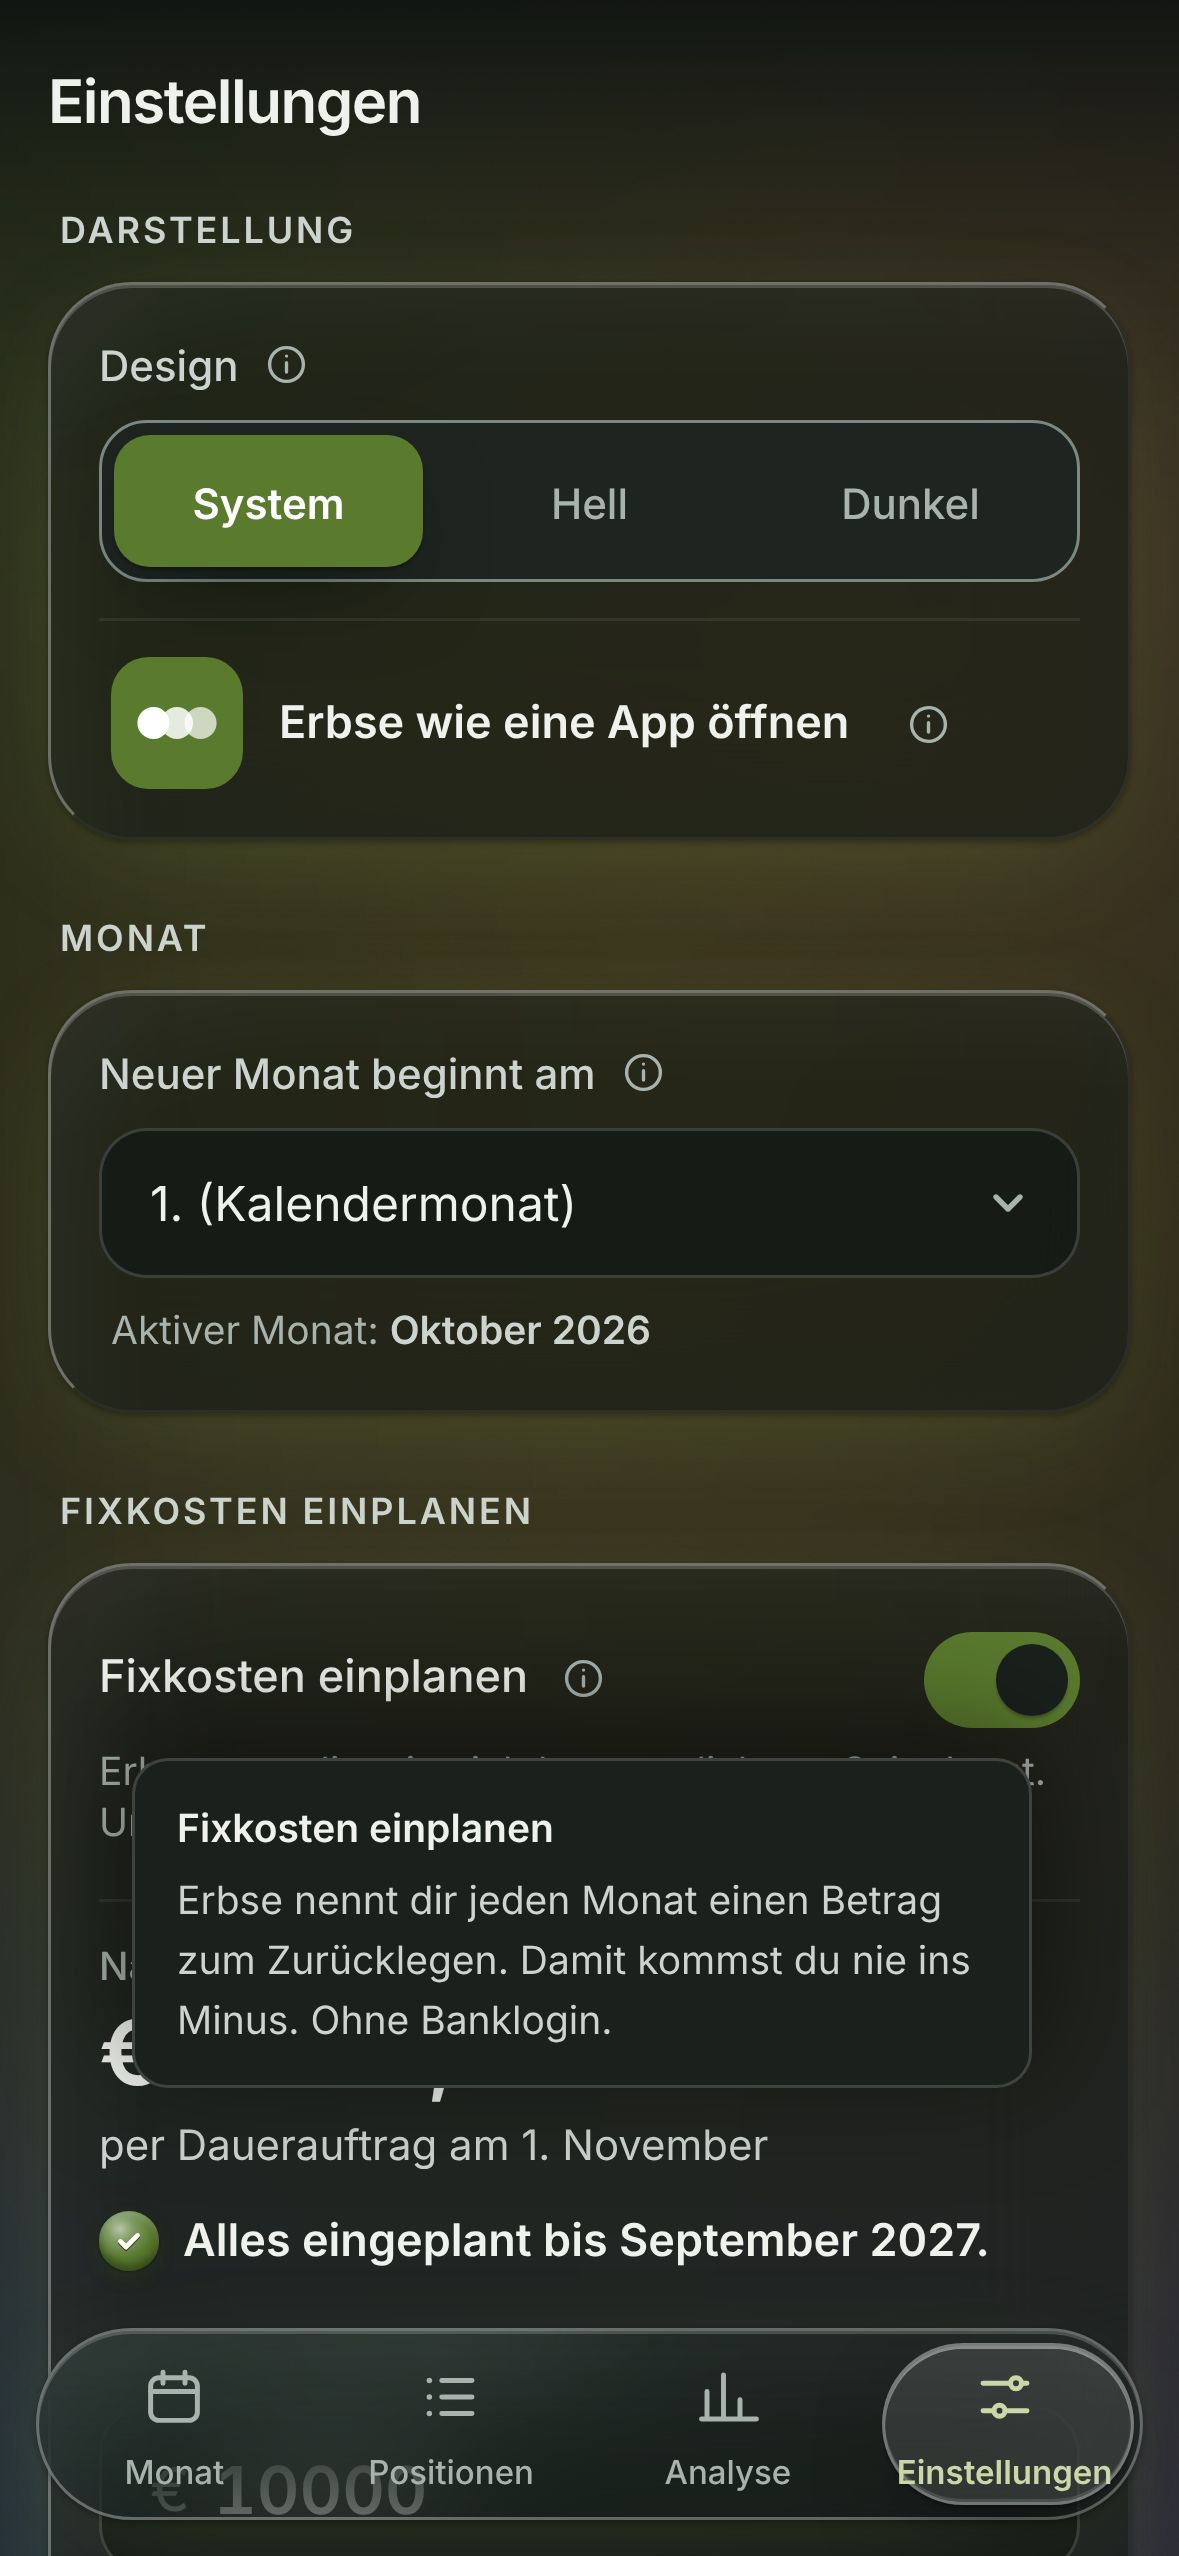 Einstellungen
DARSTELLUNG
Design
System Hell Dunkel
Erbse wie eine App öffnen
MONAT
Neuer Monat beginnt am
1. (Kalendermonat)
Aktiver Monat: Oktober 2026
FIXKOSTEN EINPLANEN
Fixkosten einplanen
Fixkosten einplanen
Erbse nennt dir jeden Monat einen Betrag
zum Zurücklegen. Damit kommst du nie ins
Minus. Ohne Banklogin.
€
per Dauerauftrag am 1. November
Alles eingeplant bis September 2027.
€ 10000
Monat Positionen Analyse Einstellungen